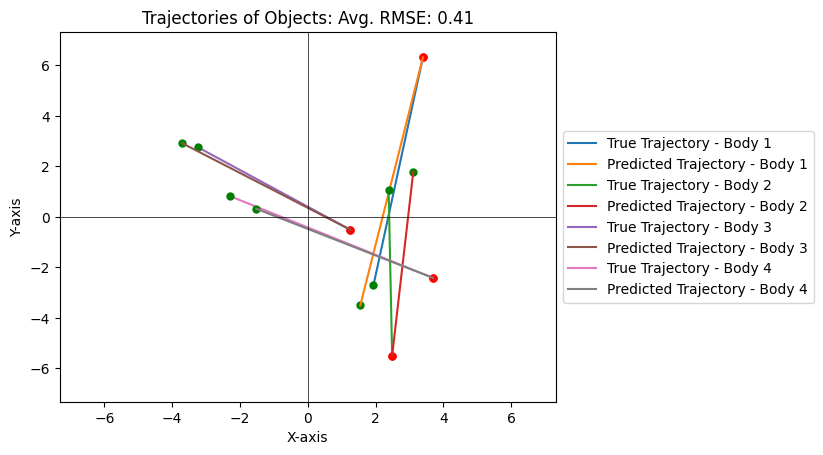 Trajectories of Objects: Avg. RMSE: 0.41
6
4
2
0
−2
−4
−6
Y-axis
−6
−4
−2
0
2
4
6
X-axis
True Trajectory - Body 1
Predicted Trajectory - Body 1
True Trajectory - Body 2
Predicted Trajectory - Body 2
True Trajectory - Body 3
Predicted Trajectory - Body 3
True Trajectory - Body 4
Predicted Trajectory - Body 4